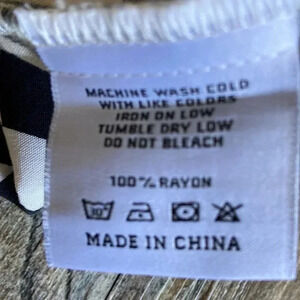 MACHINE WASH COLD
WITH LIKE COLORS
IRON ON LOW
TUMBLE DRY LOW
DO NOT BLEACH
100% RAYON
MADE IN CHINA